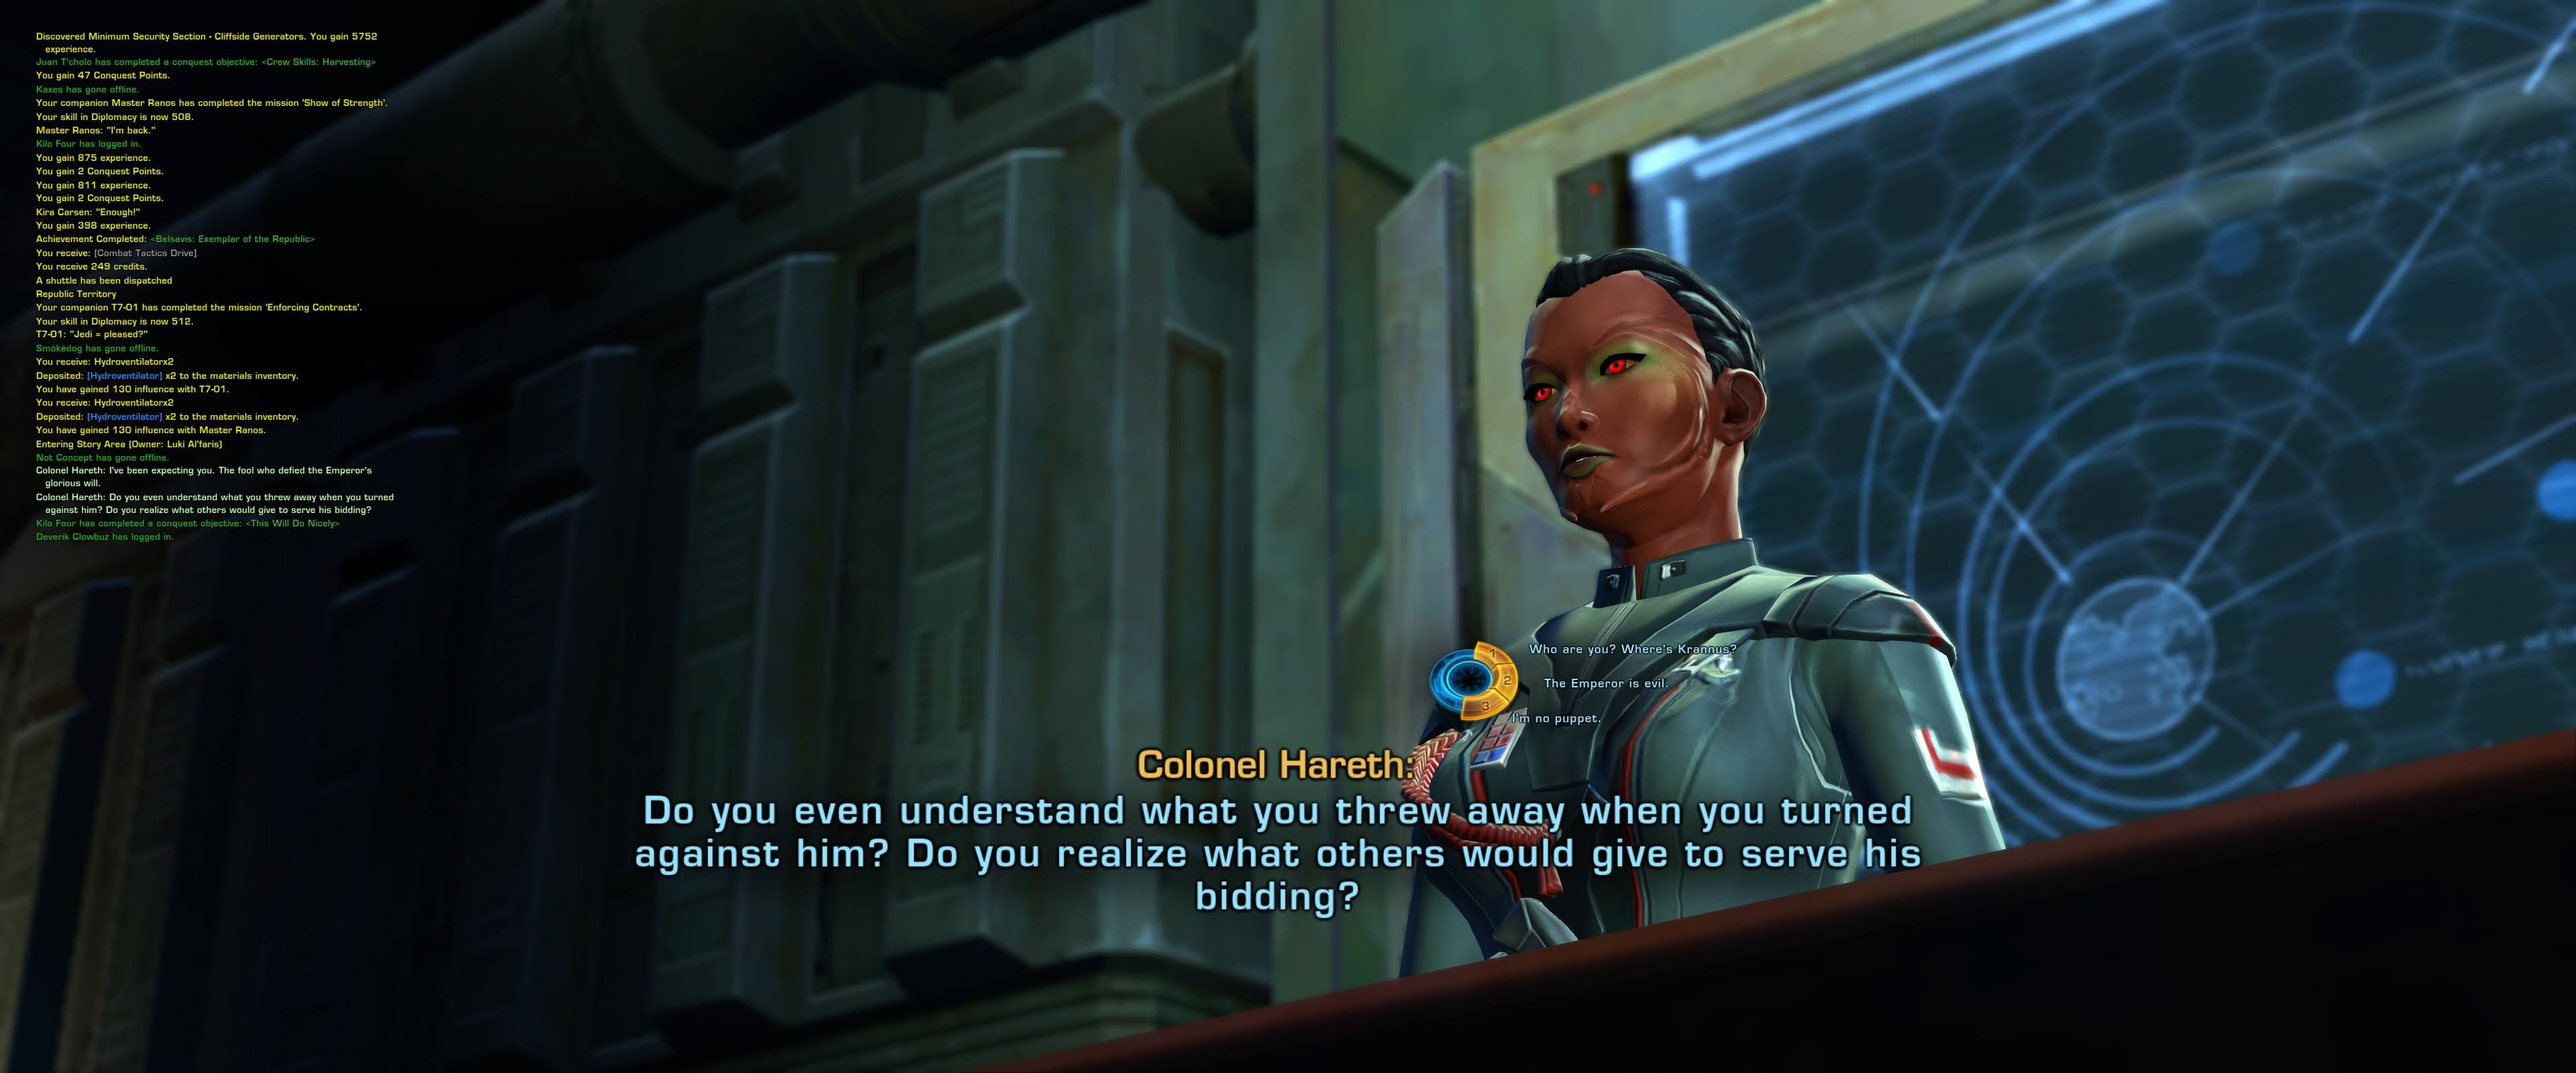 Discovered Minimum Security Section - Cliffside Generators. You gain 5752
experience.
Juan T'cholo has completed a conquest objective: <Crew Skills: Harvesting>
You gain 47 Conquest Points.
Kaxes has gone offline.
Your companion Master Ranos has completed the mission 'Show of Strength'.
Your skill in Diplomacy is now 508.
Master Ranos: "I'm back."
Kilo Four has logged in.
You gain 875 experience.
You gain 2 Conquest Points.
You gain 811 experience.
You gain 2 Conquest Points.
Kira Carsen: "Enough!"
You gain 398 experience.
Achievement Completed: <Belsavis: Exemplar of the Republic>
You receive: [Combat Tactics Drive]
You receive 249 credits.
A shuttle has been dispatched
Republic Territory
Your companion T7-01 has completed the mission 'Enforcing Contracts'.
Your skill in Diplomacy is now 512.
T7-01: "Jedi = pleased?"
Smókédog has gone offline.
You receive: Hydroventilatorx2
Deposited: [Hydroventilator] x2 to the materials inventory.
You have gained 130 influence with T7-01.
You receive: Hydroventilatorx2
Deposited: [Hydroventilator] x2 to the materials inventory.
You have gained 130 influence with Master Ranos.
Entering Story Area (Owner: Luki Al'faris)
Not Concept has gone offline.
Colonel Hareth: I've been expecting you. The fool who defied the Emperor's
glorious will.
Colonel Hareth: Do you even understand what you threw away when you turned
against him? Do you realize what others would give to serve his bidding?
Kilo Four has completed a conquest objective: <This Will Do Nicely>
Deverik Clowbuz has logged in.
1 Who are you? Where's Krannus?
2 The Emperor is evil.
3 I'm no puppet.
Colonel Hareth:
Do you even understand what you threw away when you turned
against him? Do you realize what others would give to serve his
bidding?